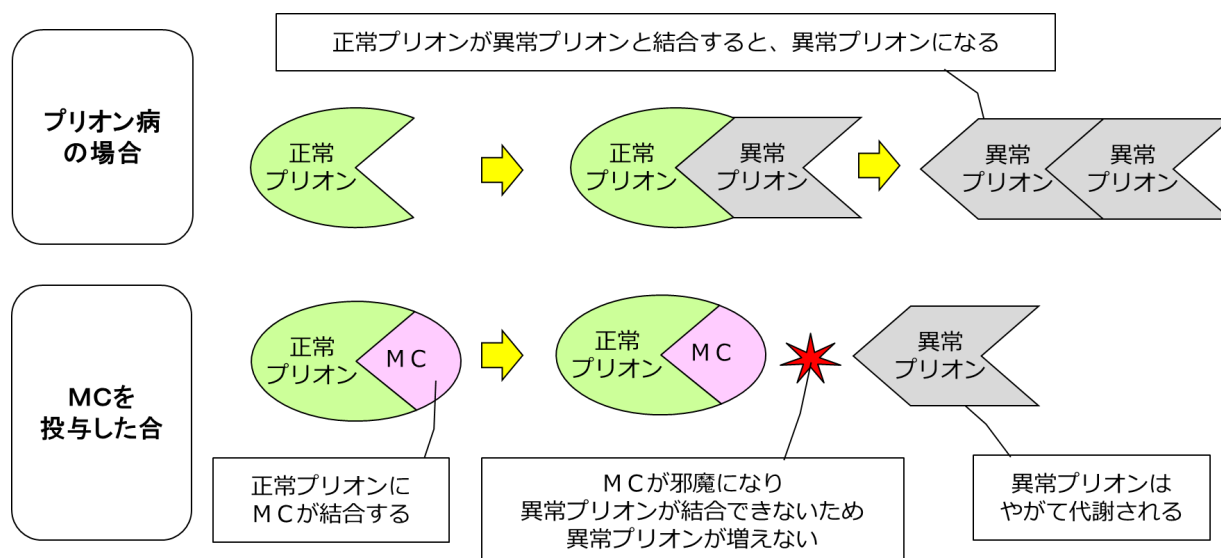 正常プリオンが異常プリオンと結合すると、異常プリオンになる
プリオン病
の場合
正常
プリオン
正常
プリオン
異常
プリオン
異常
プリオン
異常
プリオン
MCを
投与した合
正常
プリオン
ＭＣ
正常
プリオン
ＭＣ
異常
プリオン
正常プリオンに
ＭＣが結合する
ＭＣが邪魔になり
異常プリオンが結合できないため
異常プリオンが増えない
異常プリオンは
やがて代謝される